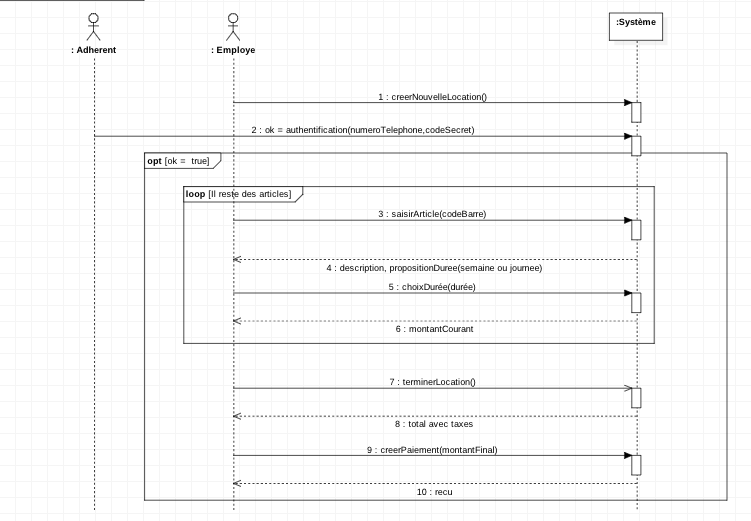 : Adherent
: Employe
:Système
1 : creerNouvelleLocation()
2 : ok = authentification(numeroTelephone,codeSecret)
opt [ok = true]
loop [Il reste des articles]
3 : saisirArticle(codeBarre)
4 : description, propositionDuree(semaine ou journee)
5 : choixDurée(durée)
6 : montantCourant
7 : terminerLocation()
8 : total avec taxes
9 : creerPaiement(montantFinal)
10 : recu